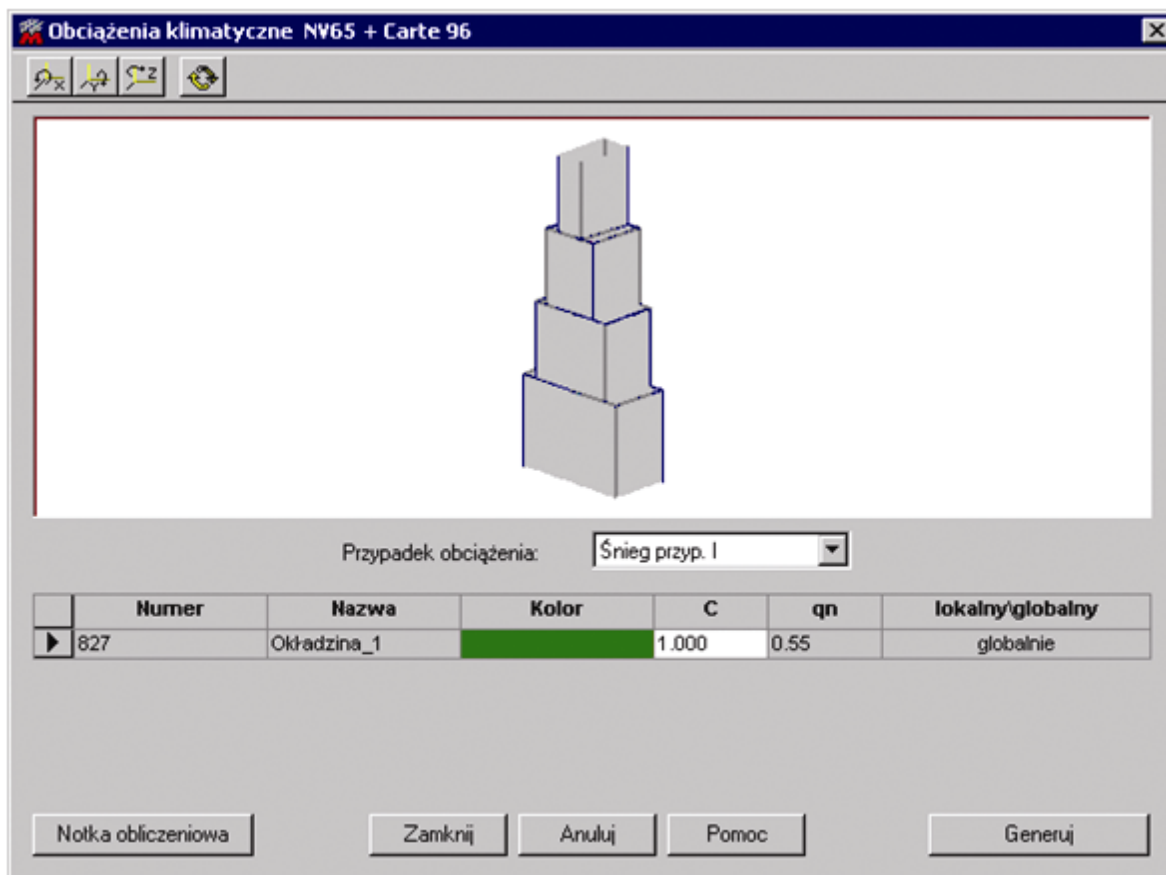 Obciążenia klimatyczne NV65 + Carte 96
X Y Z
Przypadek obciążenia: Śnieg przyp. I
Numer Nazwa Kolor C qn lokalny\globalny
827 Okładzina_1 1.000 0.55 globalnie
Notka obliczeniowa Zamknij Anuluj Pomoc Generuj